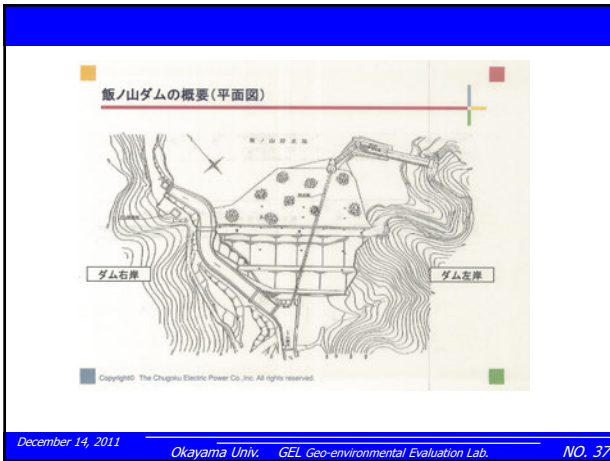 飯ノ山ダムの概要(平面図)
ダム右岸
ダム左岸
Copyright© The Chugoku Electric Power Co.,Inc. All rights reserved.
December 14, 2011
Okayama Univ. GEL Geo-environmental Evaluation Lab.
NO. 37